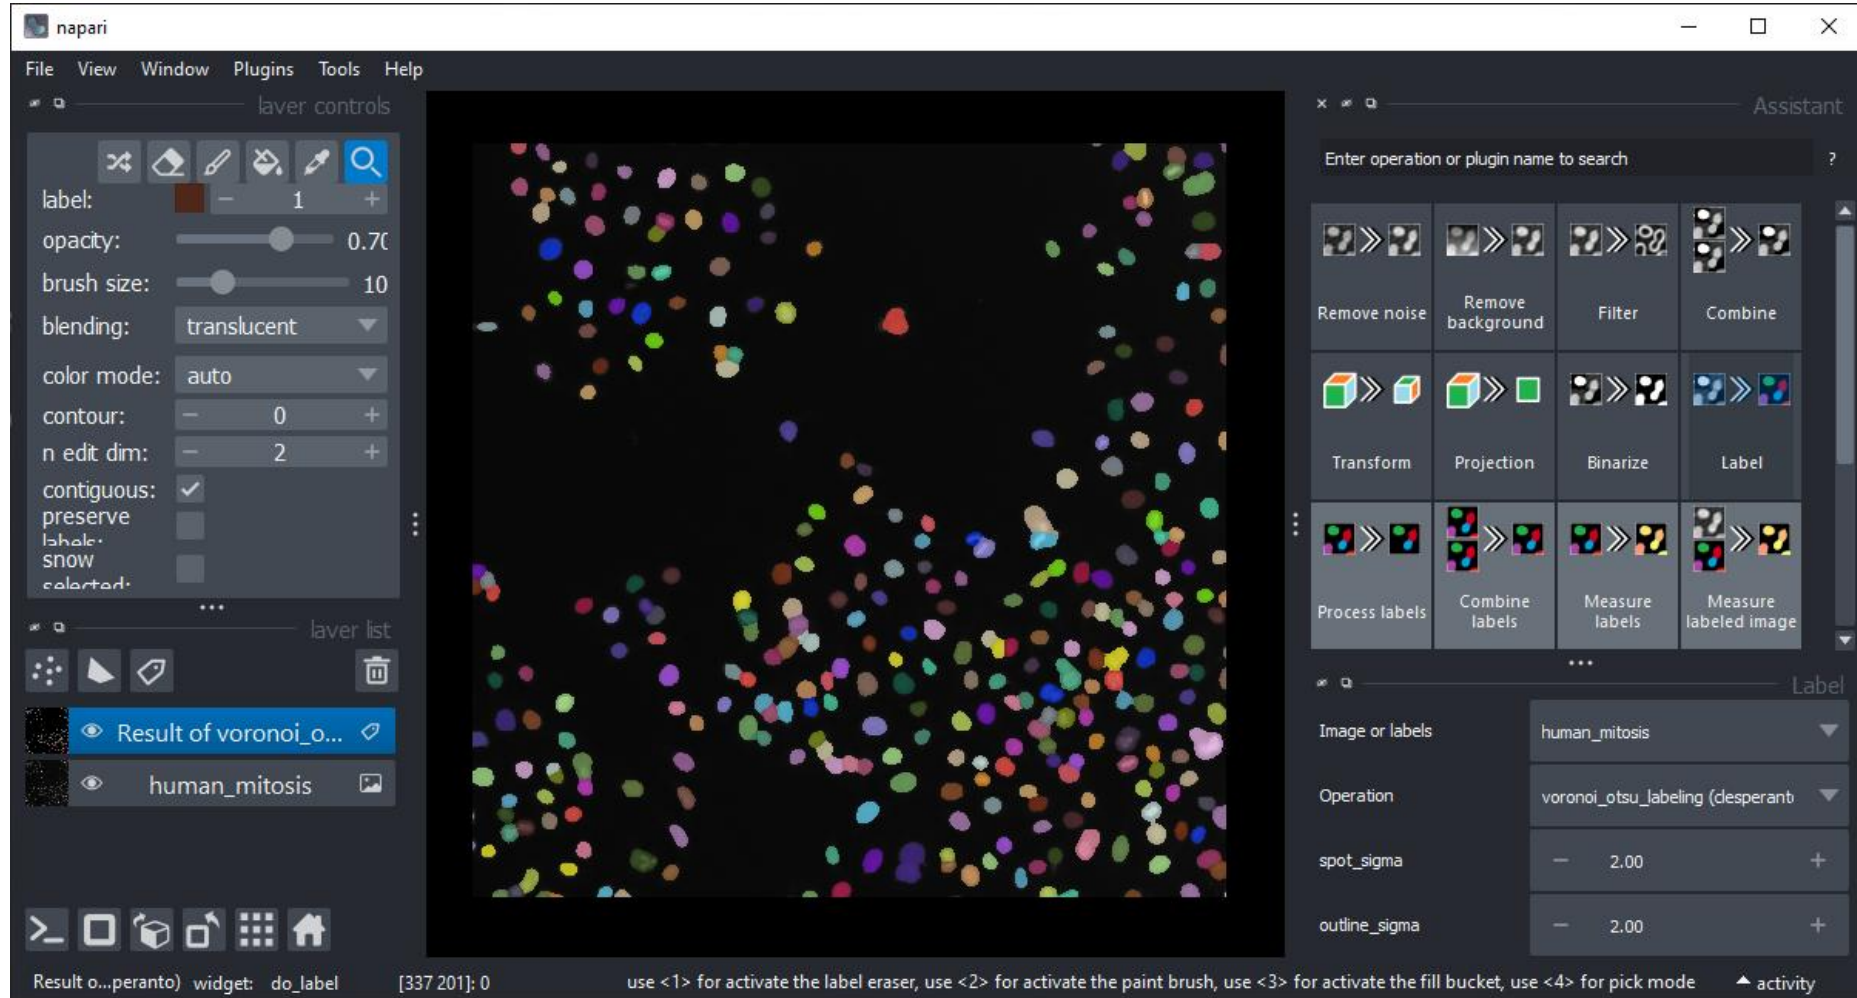 napari
File View Window Plugins Tools Help
layer controls
label: 1
opacity: 0.70
brush size: 10
blending: translucent
color mode: auto
contour: 0
n edit dim: 2
contiguous:
preserve
labels:
show
selected:
layer list
Result of voronoi_o...
human_mitosis
Assistant
Enter operation or plugin name to search ?
Remove noise
Remove
background
Filter
Combine
Transform
Projection
Binarize
Label
Process labels
Combine
labels
Measure
labels
Measure
labeled image
Label
Image or labels human_mitosis
Operation voronoi_otsu_labeling (clesperant
spot_sigma 2.00
outline_sigma 2.00
Result o...peranto) widget: do_label [337 201]: 0 use <1> for activate the label eraser, use <2> for activate the paint brush, use <3> for activate the fill bucket, use <4> for pick mode activity